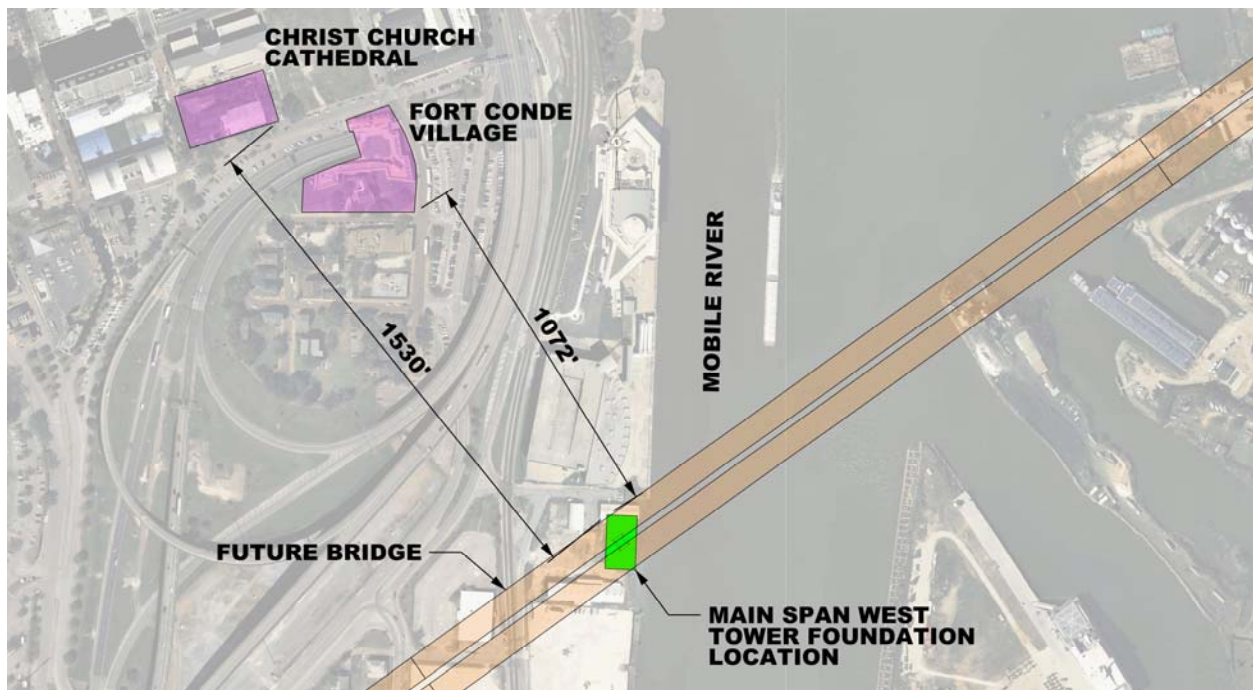 CHRIST CHURCH
CATHEDRAL
FORT CONDE
VILLAGE
1530'
1072'
MOBILE RIVER
FUTURE BRIDGE
MAIN SPAN WEST
TOWER FOUNDATION
LOCATION